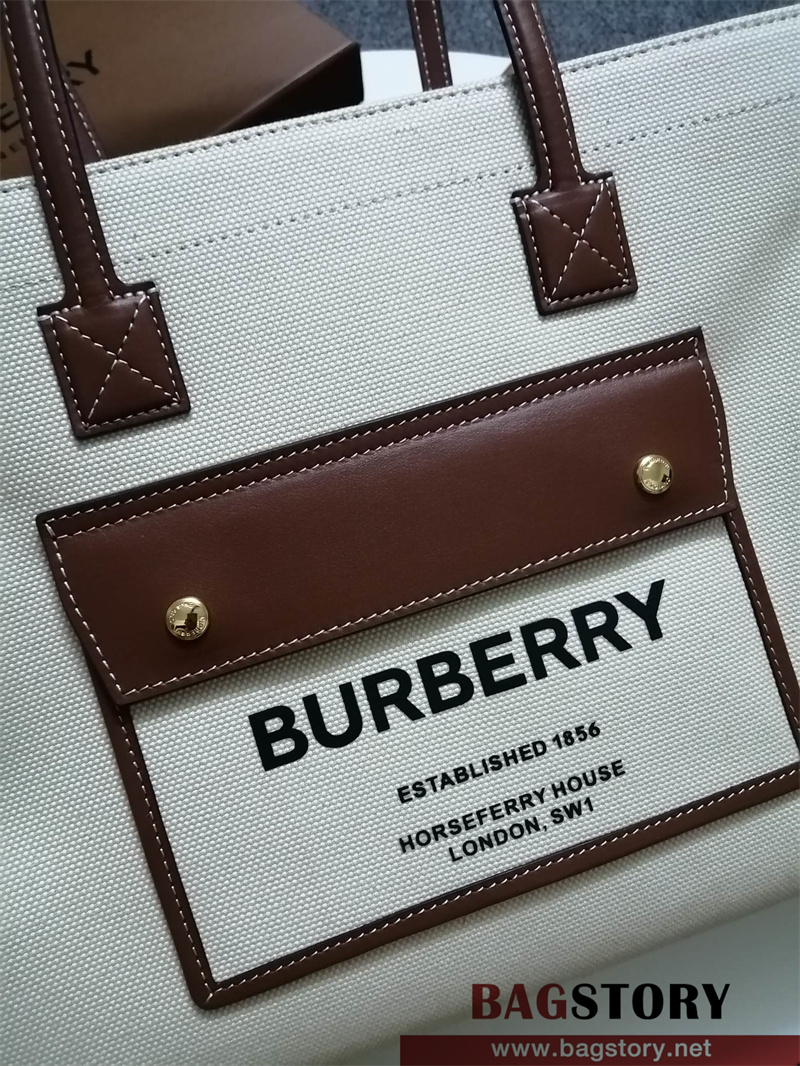 BURBERRY
ESTABLISHED 1856
HORSEFERRY HOUSE
LONDON, SW1
BAGSTORY
www.bagstory.net